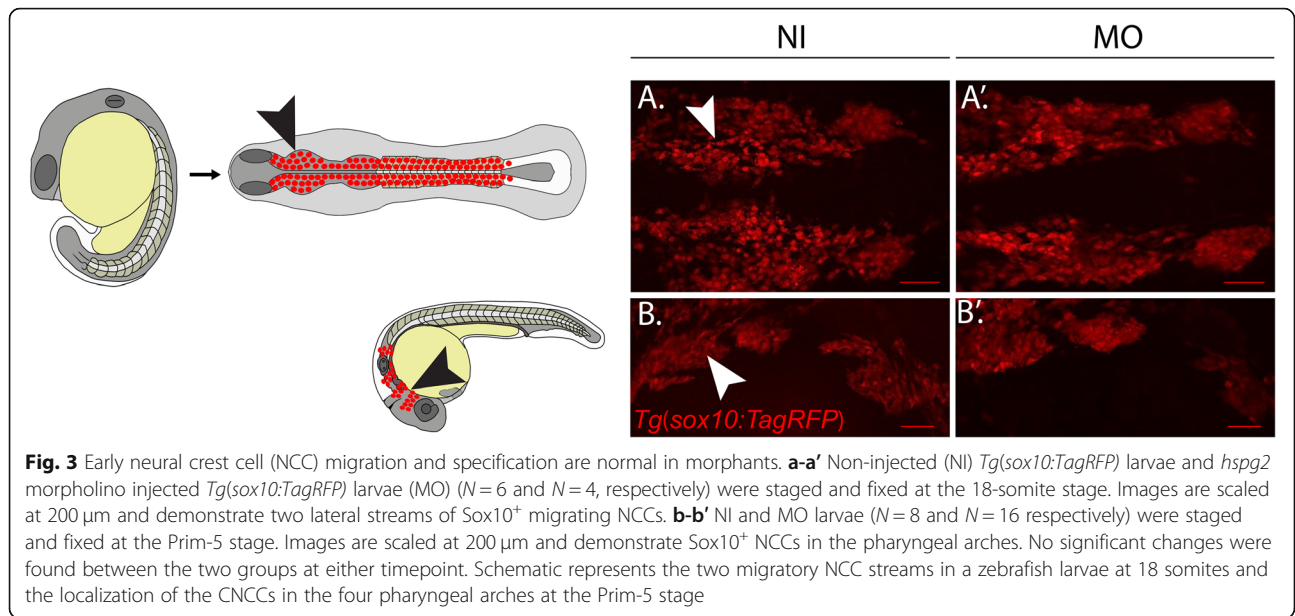 NI MO
A. A'.
B. B'.
Tg(sox10:TagRFP)
Fig. 3 Early neural crest cell (NCC) migration and specification are normal in morphants. a-a' Non-injected (NI) Tg(sox10:TagRFP) larvae and hspg2
morpholino injected Tg(sox10:TagRFP) larvae (MO) (N = 6 and N = 4, respectively) were staged and fixed at the 18-somite stage. Images are scaled
at 200 μm and demonstrate two lateral streams of Sox10⁺ migrating NCCs. b-b' NI and MO larvae (N = 8 and N = 16 respectively) were staged
and fixed at the Prim-5 stage. Images are scaled at 200 μm and demonstrate Sox10⁺ NCCs in the pharyngeal arches. No significant changes were
found between the two groups at either timepoint. Schematic represents the two migratory NCC streams in a zebrafish larvae at 18 somites and
the localization of the CNCCs in the four pharyngeal arches at the Prim-5 stage